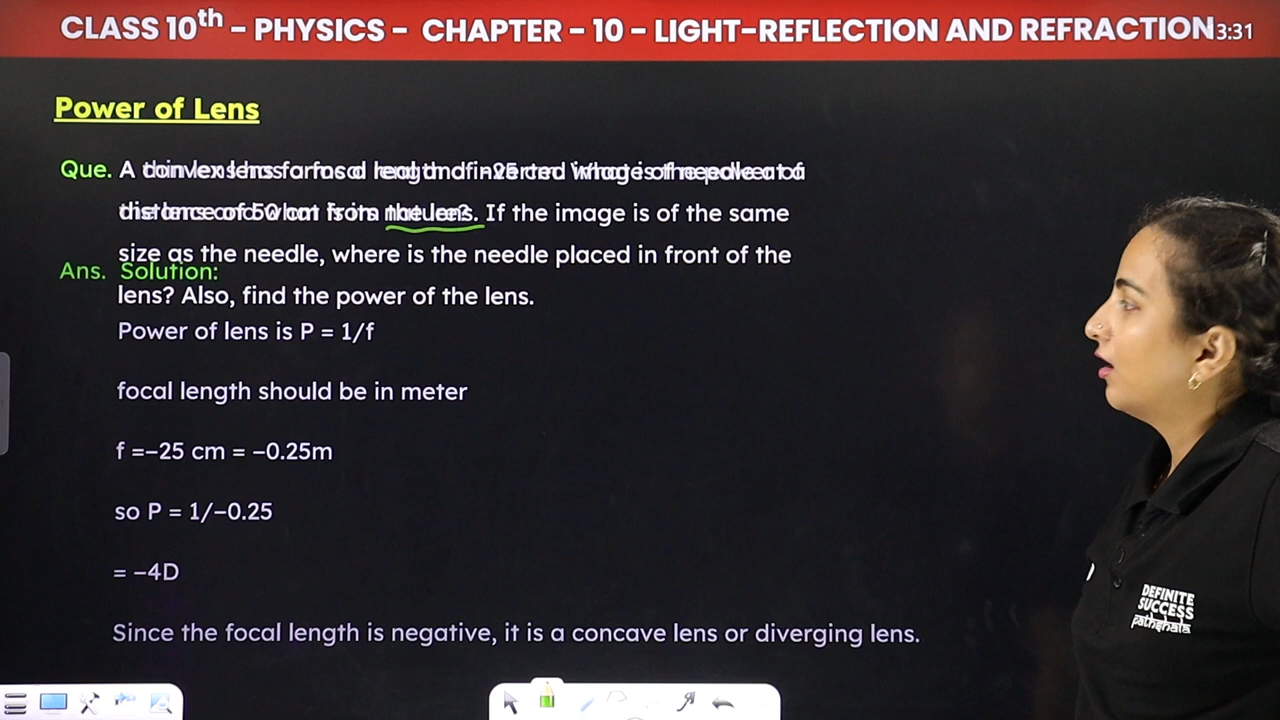 CLASS 10th - PHYSICS - CHAPTER - 10 - LIGHT-REFLECTION AND REFRACTION 3:31
Power of Lens
Que. A
If the image is of the same
size as the needle, where is the needle placed in front of the
Ans. Solution:
lens? Also, find the power of the lens.
Power of lens is P = 1/f
focal length should be in meter
f =-25 cm = -0.25m
so P = 1/-0.25
= -4D
Since the focal length is negative, it is a concave lens or diverging lens.
DEFINITE
SUCCESS
pathshala